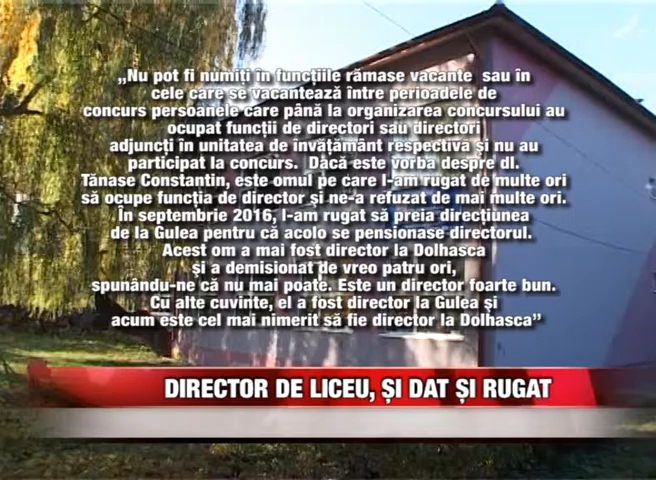 „Nu pot fi numiți în funcțiile rămase vacante sau în
cele care se vacantează între perioadele de
concurs persoanele care până la organizarea concursului au
ocupat funcții de directori sau directori
adjuncți în unitatea de învățământ respectivă și nu au
participat la concurs. Dacă este vorba despre dl.
Tănase Constantin, este omul pe care l-am rugat de multe ori
să ocupe funcția de director și ne-a refuzat de mai multe ori.
În septembrie 2016, l-am rugat să preia direcțiunea
de la Gulea pentru că acolo se pensionase directorul.
Acest om a mai fost director la Dolhasca
și a demisionat de vreo patru ori,
spunându-ne că nu mai poate. Este un director foarte bun.
Cu alte cuvinte, el a fost director la Gulea și
acum este cel mai nimerit să fie director la Dolhasca”
DIRECTOR DE LICEU, ȘI DAT ȘI RUGAT